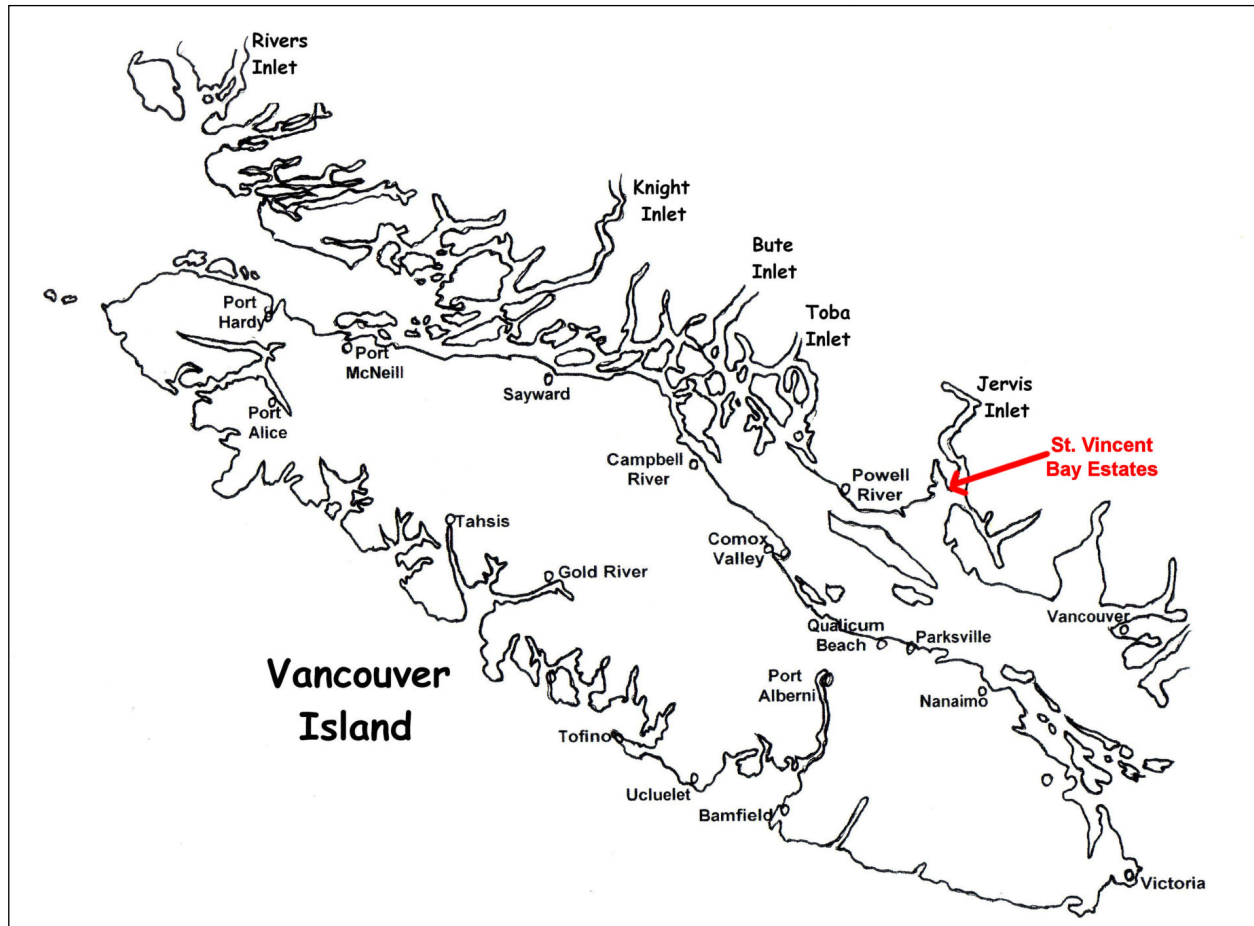 Rivers
Inlet
Knight
Inlet
Bute
Inlet
Toba
Inlet
Port
Hardy
Port
McNeill
Sayward
Jervis
Inlet
Port
Alice
St. Vincent
Bay Estates
Campbell
River
Powell
River
Tahsis
Comox
Valley
Gold River
Vancouver
Qualicum
Beach
Parksville
Vancouver
Island
Port
Alberni
Nanaimo
Tofino
Ucluelet
Bamfield
Victoria